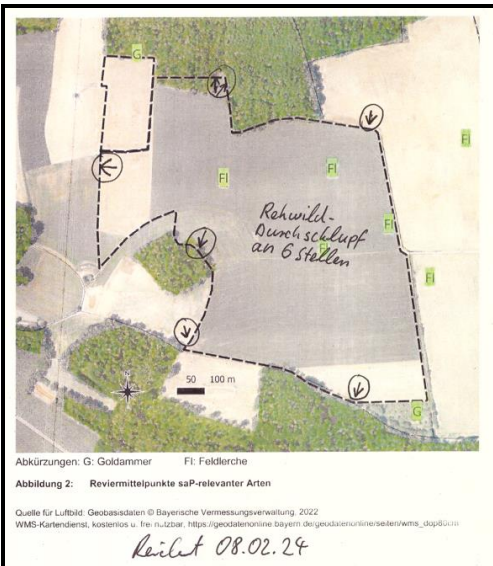 G
Fl
Fl
Fl
Rehwild-
Durchschlupf
an 6 Stellen
Fl
Fl
Fl
50 100 m
G
Abkürzungen: G: Goldammer Fl: Feldlerche
Abbildung 2: Reviermittelpunkte saP-relevanter Arten
Quelle für Luftbild: Geobasisdaten © Bayerische Vermessungsverwaltung, 2022
WMS-Kartendienst, kostenlos u. frei nutzbar, https://geodatenonline.bayern.de/geodatenonline/seiten/wms_dop80cm
08.02.24